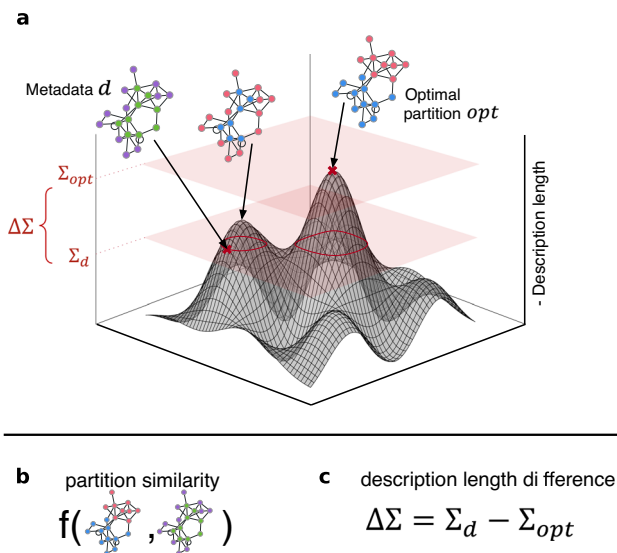 a
Metadata d
Optimal
partition opt
Σopt
ΔΣ
Σd
- Description length
b
partition similarity
f( , )
c
description length di fference
ΔΣ = Σd − Σopt